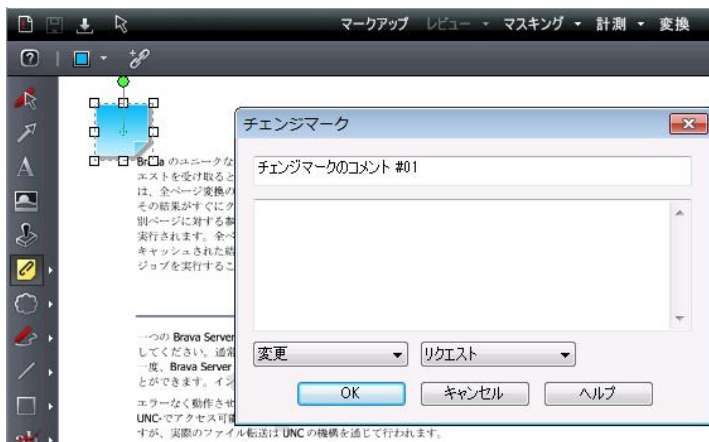 マークアップ レビュー マスキング 計測 変換
チェンジマーク
チェンジマークのコメント #01
Brava のユニークな
エストを受け取ると
は、全ページ変換の
その結果がすぐにク
別ページに対する参
実行されます。全ペ
キャッシュされた結
ジョブを実行するこ
一つの Brava Server
してください。通常
一度、Brava Server
とができます。イン
変更 リクエスト
OK キャンセル ヘルプ
エラーなく動作させ
UNC-でアクセス可能
すが、実際のファイル転送は UNC の機構を通じて行われます。